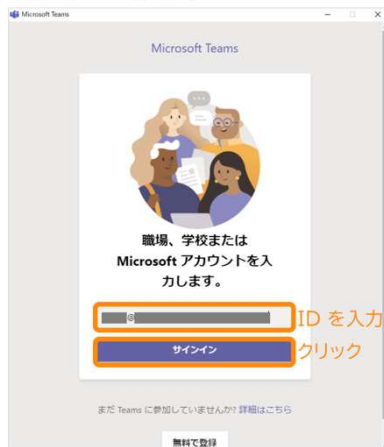 Microsoft Teams
Microsoft Teams
職場、学校または
Microsoft アカウントを入
力します。
@
ID を入力
サインイン
クリック
まだ Teams に参加していませんか? 詳細はこちら
無料で登録